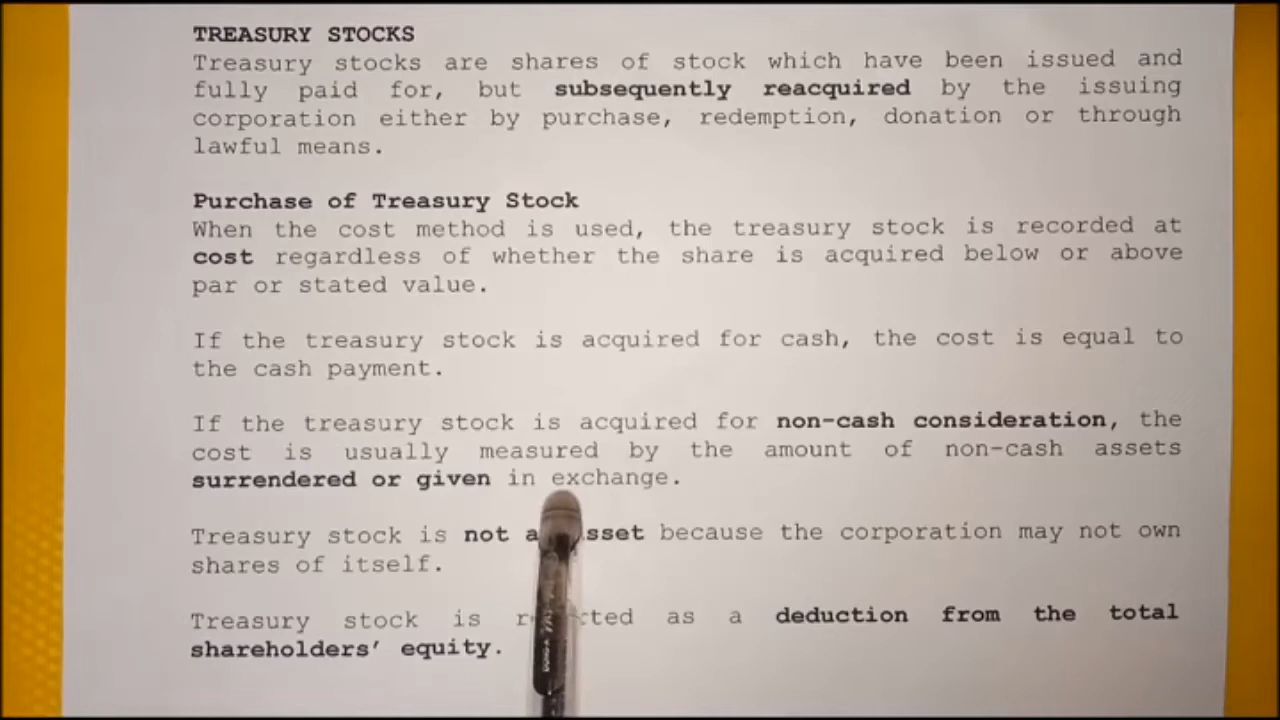 TREASURY STOCKS
Treasury stocks are shares of stock which have been issued and
fully paid for, but subsequently reacquired by the issuing
corporation either by purchase, redemption, donation or through
lawful means.
Purchase of Treasury Stock
When the cost method is used, the treasury stock is recorded at
cost regardless of whether the share is acquired below or above
par or stated value.
If the treasury stock is acquired for cash, the cost is equal to
the cash payment.
If the treasury stock is acquired for non-cash consideration, the
cost is usually measured by the amount of non-cash assets
surrendered or given in exchange.
Treasury stock is not because the corporation may not own
shares of itself.
Treasury stock is as a deduction from the total
shareholders' equity.